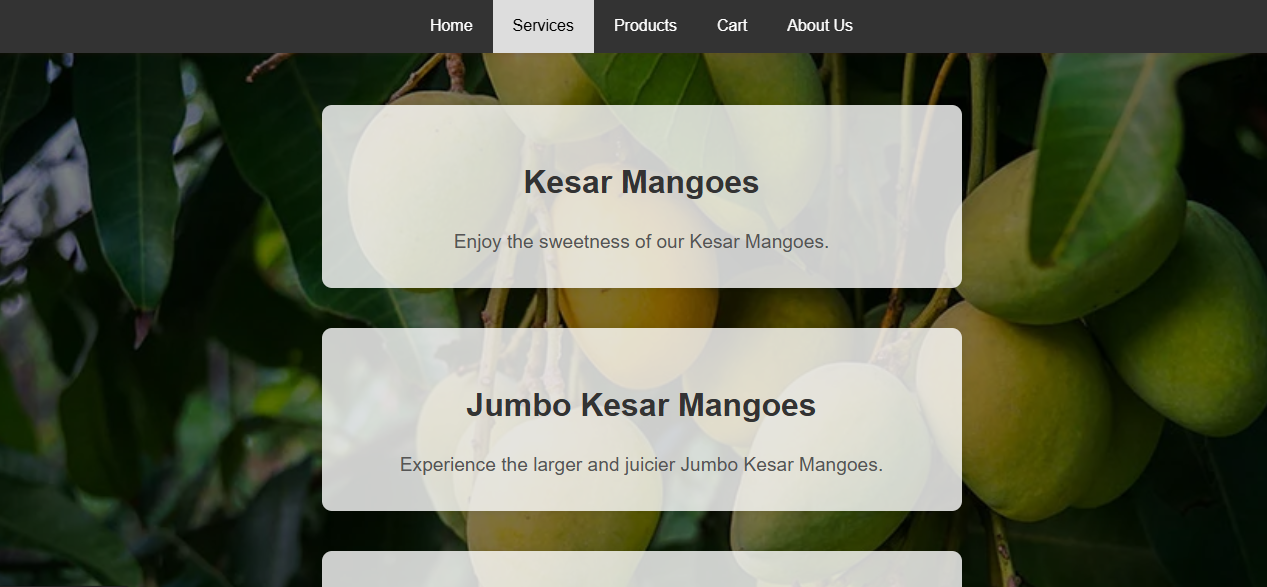 Home Services Products Cart About Us
Kesar Mangoes
Enjoy the sweetness of our Kesar Mangoes.
Jumbo Kesar Mangoes
Experience the larger and juicier Jumbo Kesar Mangoes.